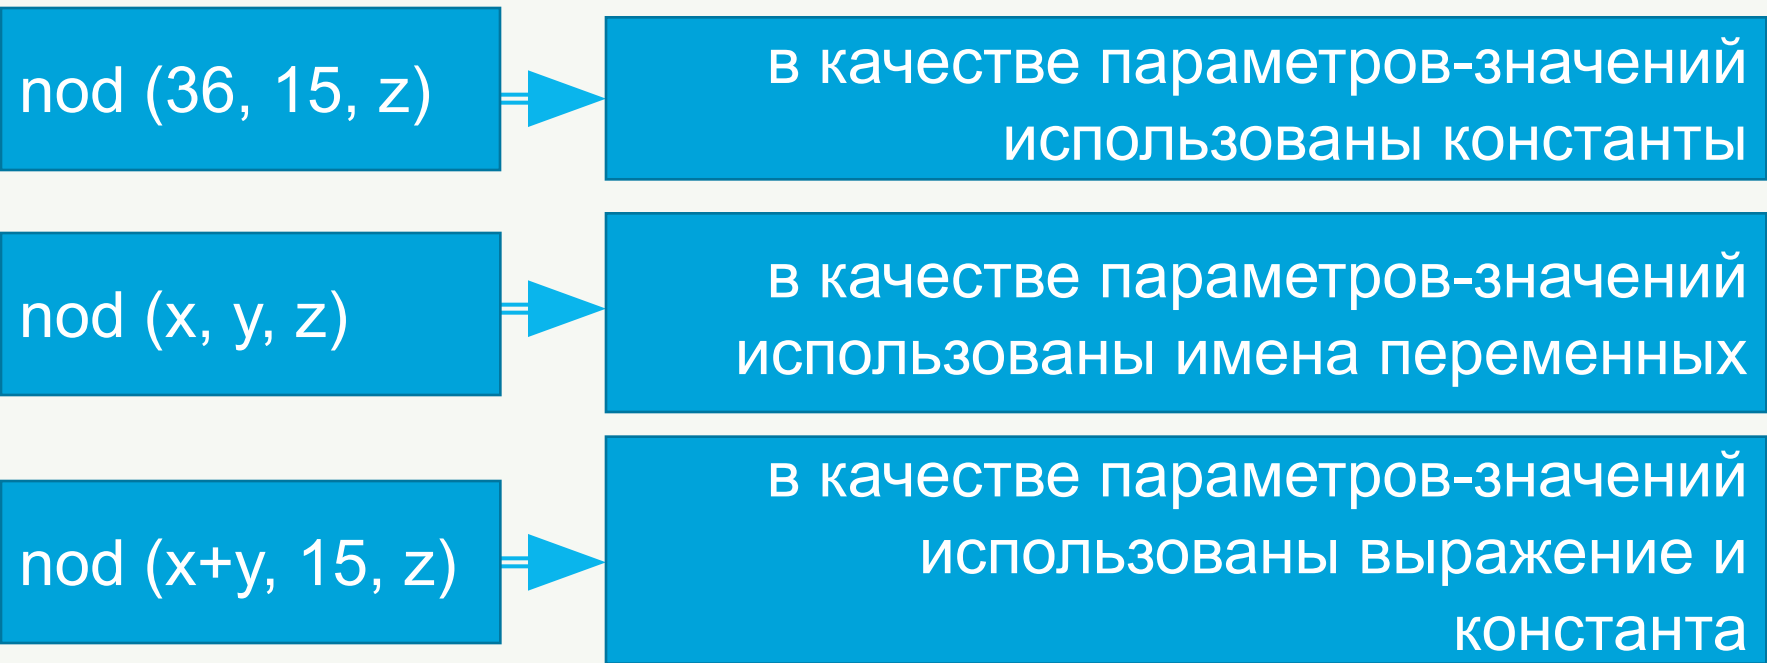 nod (36, 15, z)
в качестве параметров-значений
использованы константы
nod (x, y, z)
в качестве параметров-значений
использованы имена переменных
nod (x+y, 15, z)
в качестве параметров-значений
использованы выражение и
константа